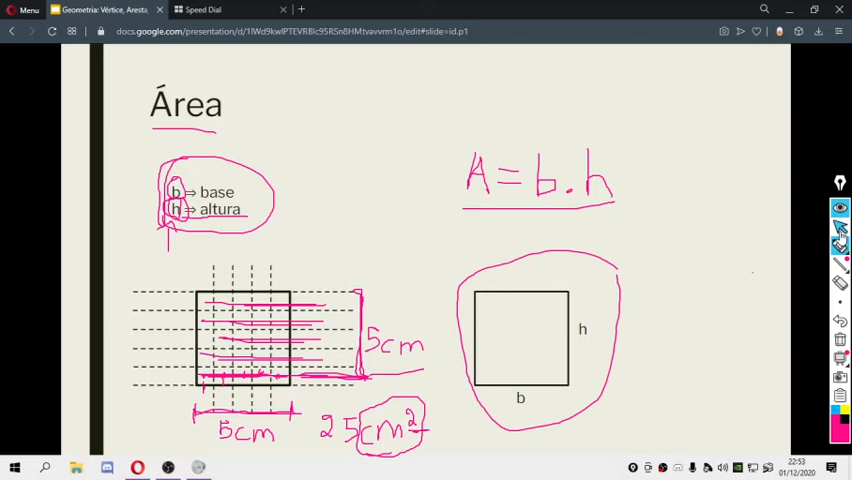 Menu
Geometria: Vértice, Aresta,
Speed Dial
docs.google.com/presentation/d/1lWd9kwlPTEVRBlc95RSn8HMtvavvrm1o/edit#slide=id.p1
Área
A = b.h
b ⇒ base
h ⇒ altura
5cm
h
b
5cm
25cm²
22:53
01/12/2020